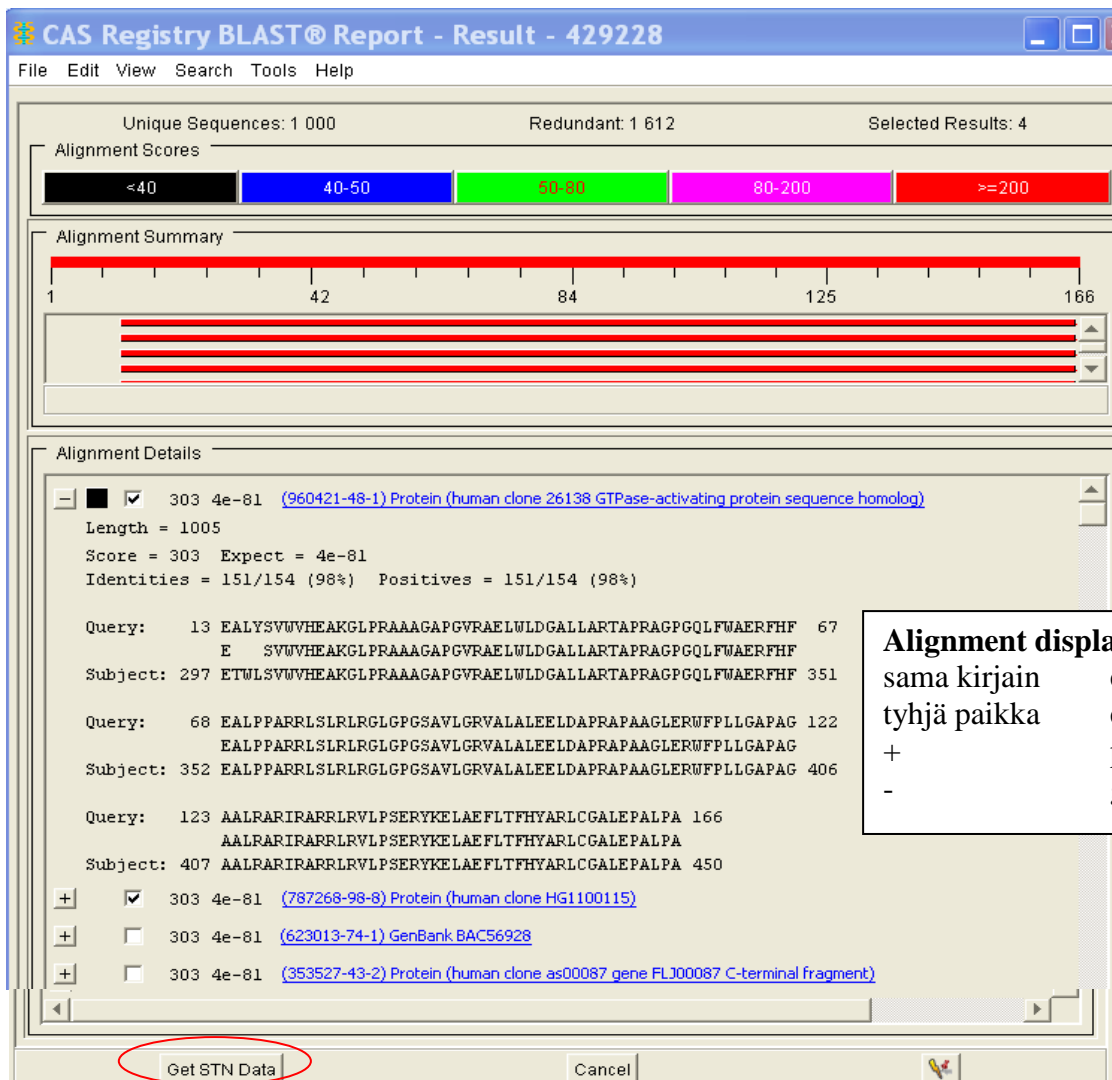 CAS Registry BLAST® Report - Result - 429228
File Edit View Search Tools Help
Unique Sequences: 1 000 Redundant: 1 612 Selected Results: 4
Alignment Scores
<40 40-50 50-80 80-200 >=200
Alignment Summary
1 42 84 125 166
Alignment Details
303 4e-81 (960421-48-1) Protein (human clone 26138 GTPase-activating protein sequence homolog)
Length = 1005
Score = 303 Expect = 4e-81
Identities = 151/154 (98%) Positives = 151/154 (98%)
Query: 13 EALYSVWVHEAKGLPRAAAGAPGVRAELWLDGALLARTAPRAGPGQLFWAERFHF 67
E SVWVHEAKGLPRAAAGAPGVRAELWLDGALLARTAPRAGPGQLFWAERFHF
Subject: 297 ETWLSVWVHEAKGLPRAAAGAPGVRAELWLDGALLARTAPRAGPGQLFWAERFHF 351
Query: 68 EALPPARRLSLRLRGLGPGSAVLGRVALALEELDAPRAPAAGLERWFPLLGAPAG 122
EALPPARRLSLRLRGLGPGSAVLGRVALALEELDAPRAPAAGLERWFPLLGAPAG
Subject: 352 EALPPARRLSLRLRGLGPGSAVLGRVALALEELDAPRAPAAGLERWFPLLGAPAG 406
Query: 123 AALRARIRARRLRVLPSERYKELAEFLTFHYARLCGALEPALPA 166
AALRARIRARRLRVLPSERYKELAEFLTFHYARLCGALEPALPA
Subject: 407 AALRARIRARRLRVLPSERYKELAEFLTFHYARLCGALEPALPA 450
303 4e-81 (787268-98-8) Protein (human clone HG1100115)
303 4e-81 (623013-74-1) GenBank BAC56928
303 4e-81 (353527-43-2) Protein (human clone as00087 gene FLJ00087 C-terminal fragment)
Alignment
sama kirjain
tyhjä paikka
+
-
Get STN Data Cancel